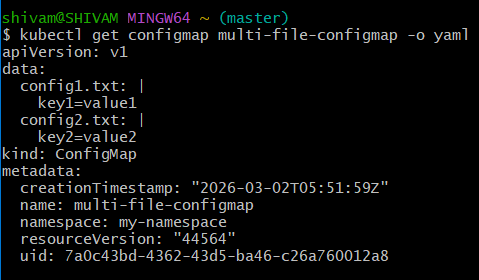 shivam@SHIVAM MINGW64 ~ (master)
$ kubectl get configmap multi-file-configmap -o yaml
apiVersion: v1
data:
  config1.txt: |
    key1=value1
  config2.txt: |
    key2=value2
kind: ConfigMap
metadata:
  creationTimestamp: "2026-03-02T05:51:59Z"
  name: multi-file-configmap
  namespace: my-namespace
  resourceVersion: "44564"
  uid: 7a0c43bd-4362-43d5-ba46-c26a760012a8